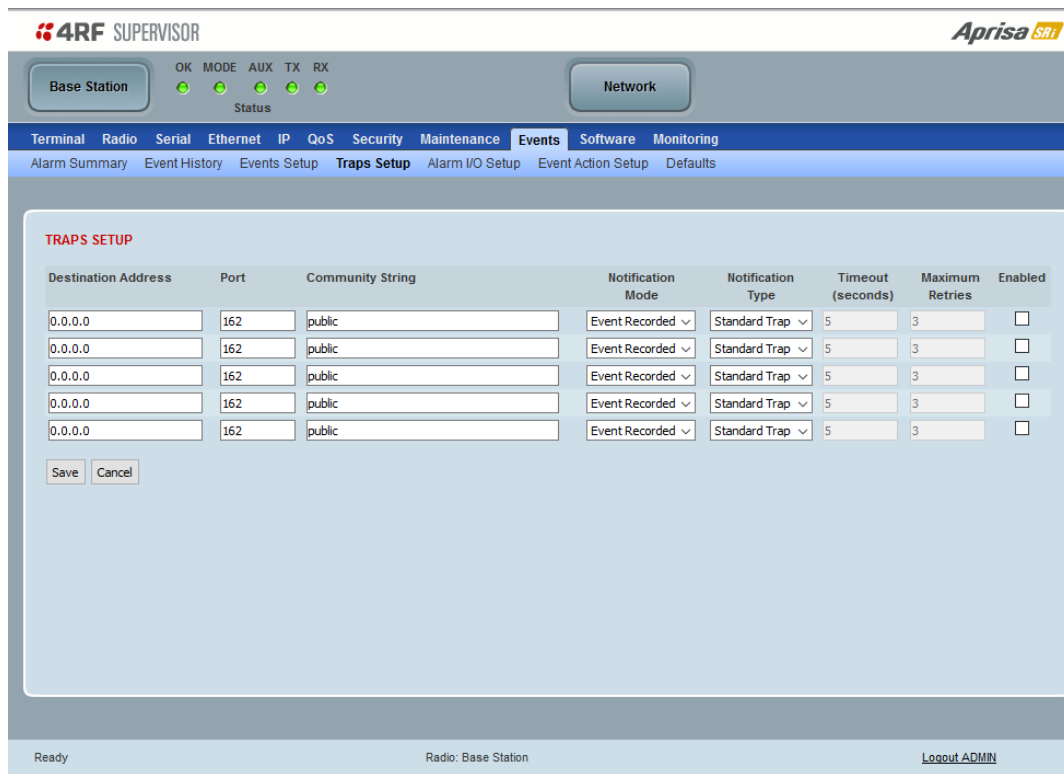 4RF SUPERVISOR
Aprisa SRi
Base Station
OK MODE AUX TX RX
Status
Network
Terminal Radio Serial Ethernet IP QoS Security Maintenance Events Software Monitoring
Alarm Summary Event History Events Setup Traps Setup Alarm I/O Setup Event Action Setup Defaults
TRAPS SETUP
Destination Address Port Community String Notification Mode Notification Type Timeout (seconds) Maximum Retries Enabled
0.0.0.0 162 public Event Recorded Standard Trap 5 3
0.0.0.0 162 public Event Recorded Standard Trap 5 3
0.0.0.0 162 public Event Recorded Standard Trap 5 3
0.0.0.0 162 public Event Recorded Standard Trap 5 3
0.0.0.0 162 public Event Recorded Standard Trap 5 3
Save Cancel
Ready Radio: Base Station Logout ADMIN